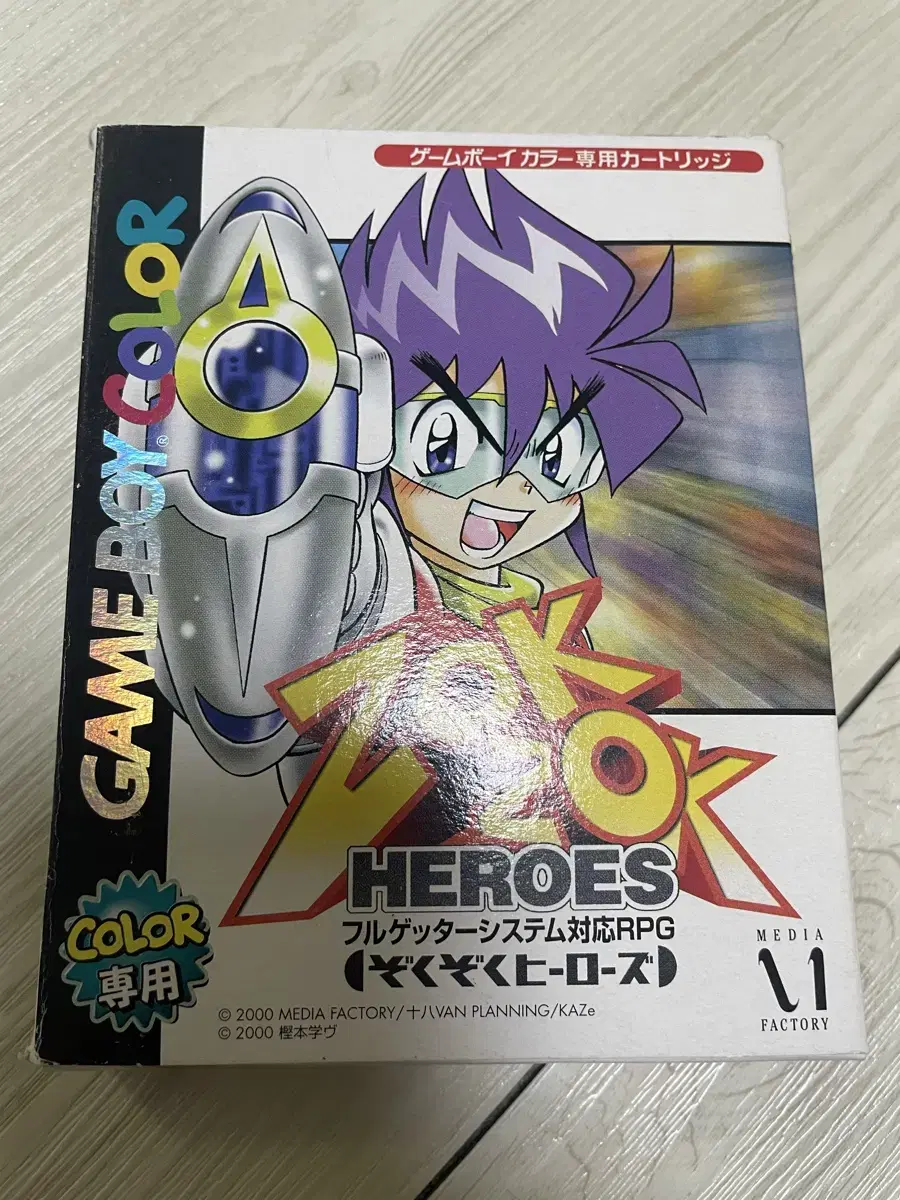 ゲームボーイカラー専用カートリッジ
GAME BOY® COLOR
ZOK ZOK
HEROES
フルゲッターシステム対応RPG
ぞくぞくヒーローズ
COLOR
専用
MEDIA
FACTORY
© 2000 MEDIA FACTORY/十八VAN PLANNING/KAZe
© 2000 樫本学ヴ